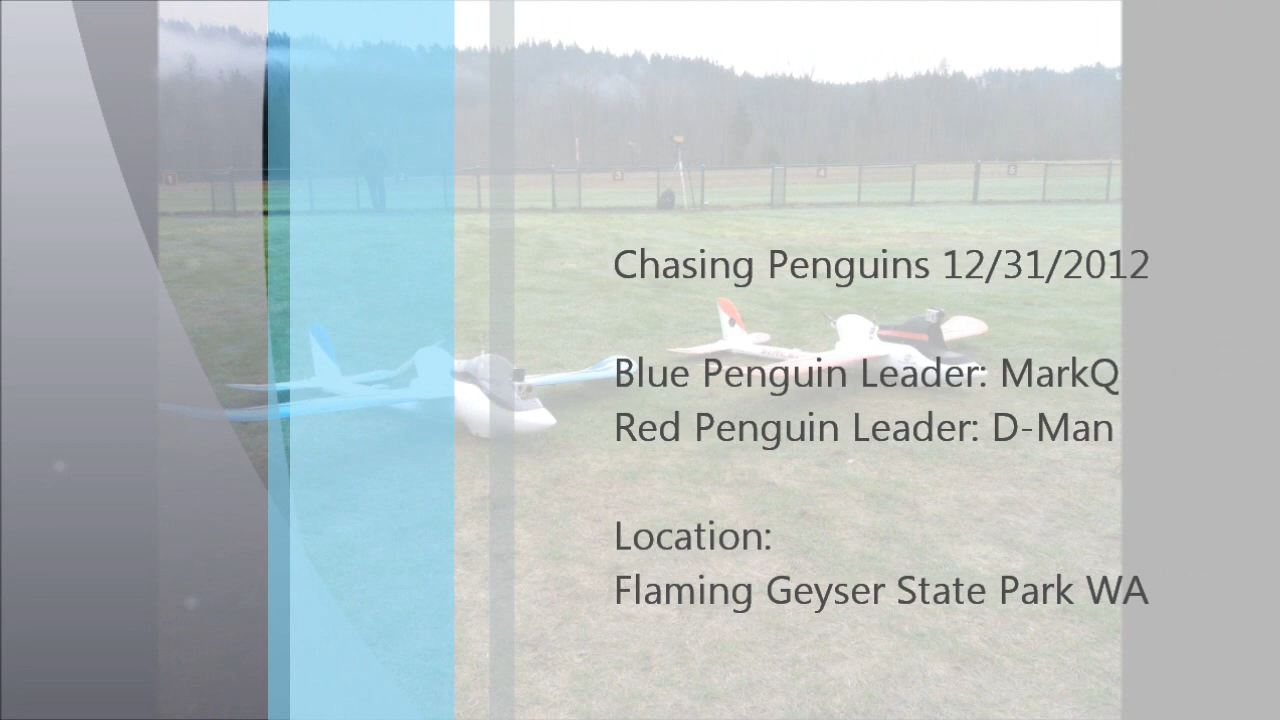 Chasing Penguins 12/31/2012
Blue Penguin Leader: MarkQ
Red Penguin Leader: D-Man
Location:
Flaming Geyser State Park WA